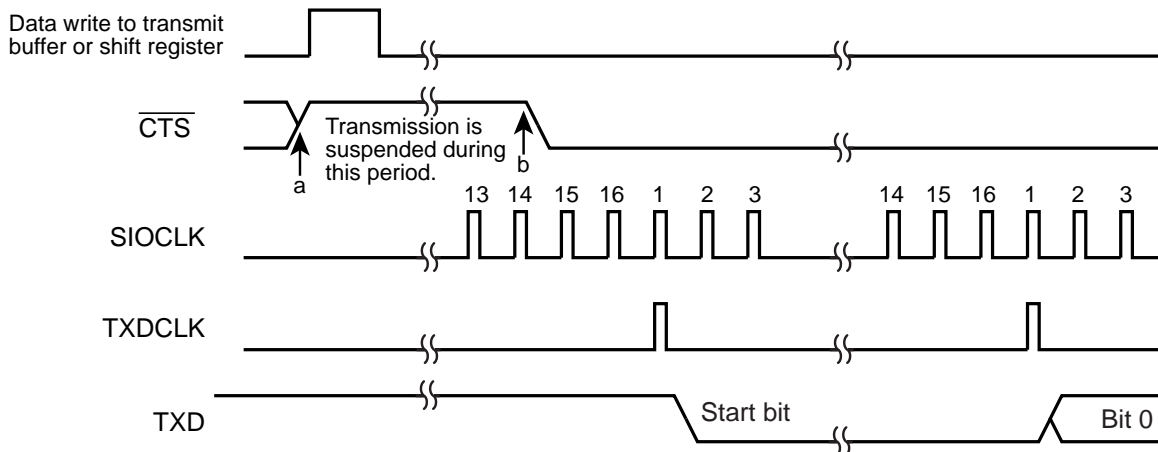 Data write to transmit
buffer or shift register
CTS
Transmission is
suspended during
this period.
a
b
13 14 15 16 1 2 3 14 15 16 1 2 3
SIOCLK
TXDCLK
TXD
Start bit
Bit 0